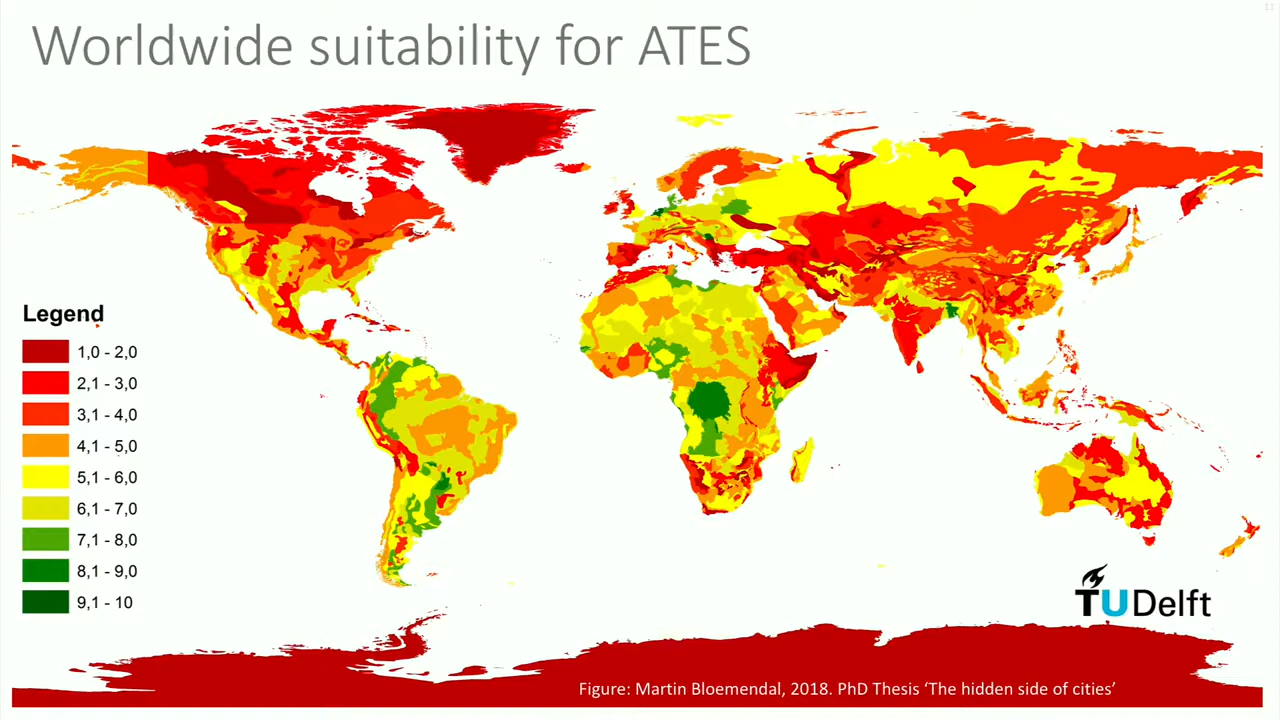 Worldwide suitability for ATES
Legend
1,0 - 2,0
2,1 - 3,0
3,1 - 4,0
4,1 - 5,0
5,1 - 6,0
6,1 - 7,0
7,1 - 8,0
8,1 - 9,0
9,1 - 10
TUDelft
Figure: Martin Bloemendal, 2018. PhD Thesis ‘The hidden side of cities’